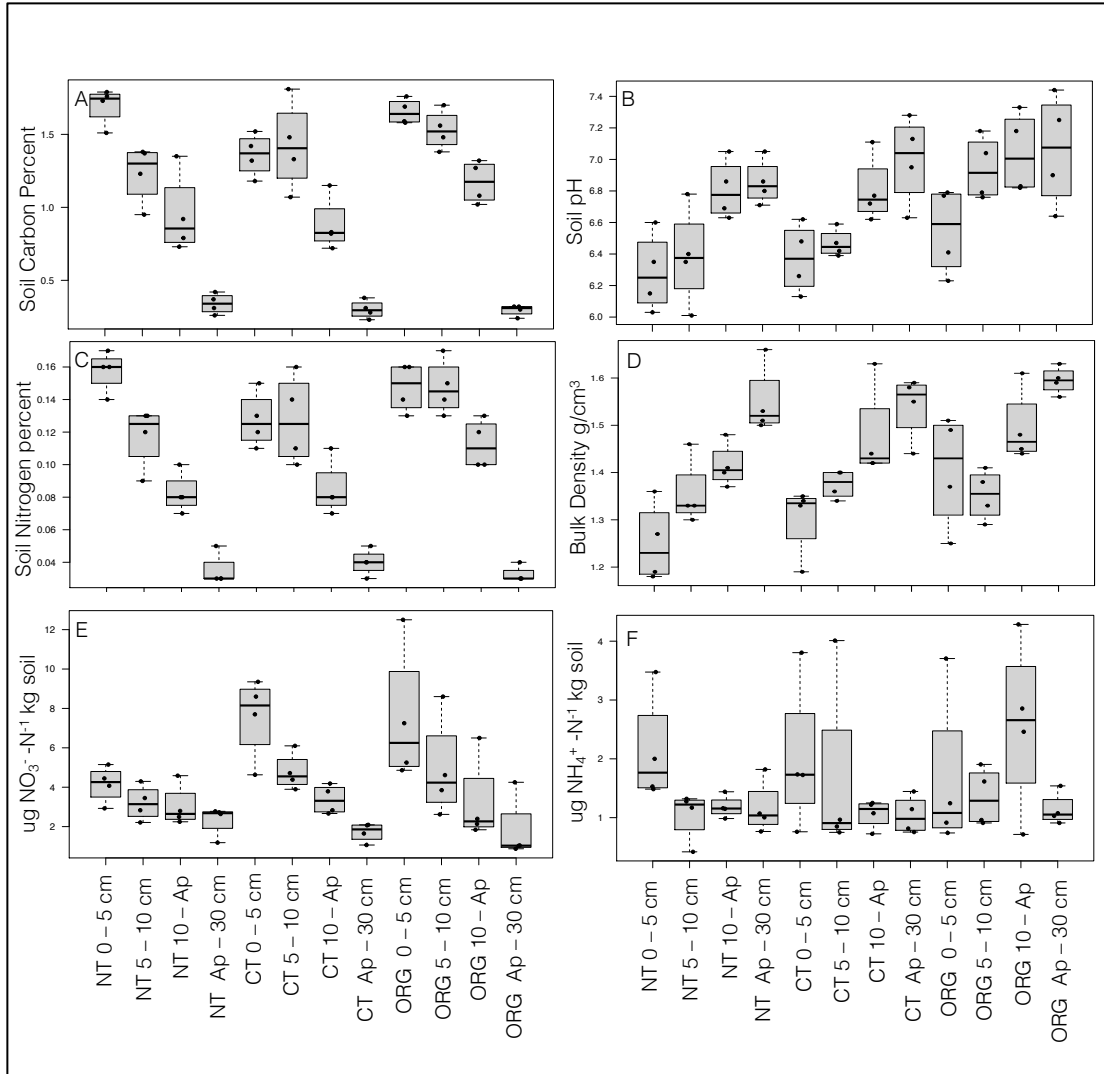 A
Soil Carbon Percent
1.5
1.0
0.5
B
Soil pH
7.4
7.2
7.0
6.8
6.6
6.4
6.2
6.0
C
Soil Nitrogen percent
0.16
0.14
0.12
0.10
0.08
0.06
0.04
D
Bulk Density g/cm³
1.6
1.5
1.4
1.3
1.2
E
ug NO₃⁻ -N⁻¹ kg soil
12
10
8
6
4
2
F
ug NH₄⁺ -N⁻¹ kg soil
4
3
2
1
NT 0 – 5 cm
NT 5 – 10 cm
NT 10 – Ap
NT Ap – 30 cm
CT 0 – 5 cm
CT 5 – 10 cm
CT 10 – Ap
CT Ap – 30 cm
ORG 0 – 5 cm
ORG 5 – 10 cm
ORG 10 – Ap
ORG Ap – 30 cm
NT 0 – 5 cm
NT 5 – 10 cm
NT 10 – Ap
NT Ap – 30 cm
CT 0 – 5 cm
CT 5 – 10 cm
CT 10 – Ap
CT Ap – 30 cm
ORG 0 – 5 cm
ORG 5 – 10 cm
ORG 10 – Ap
ORG Ap – 30 cm